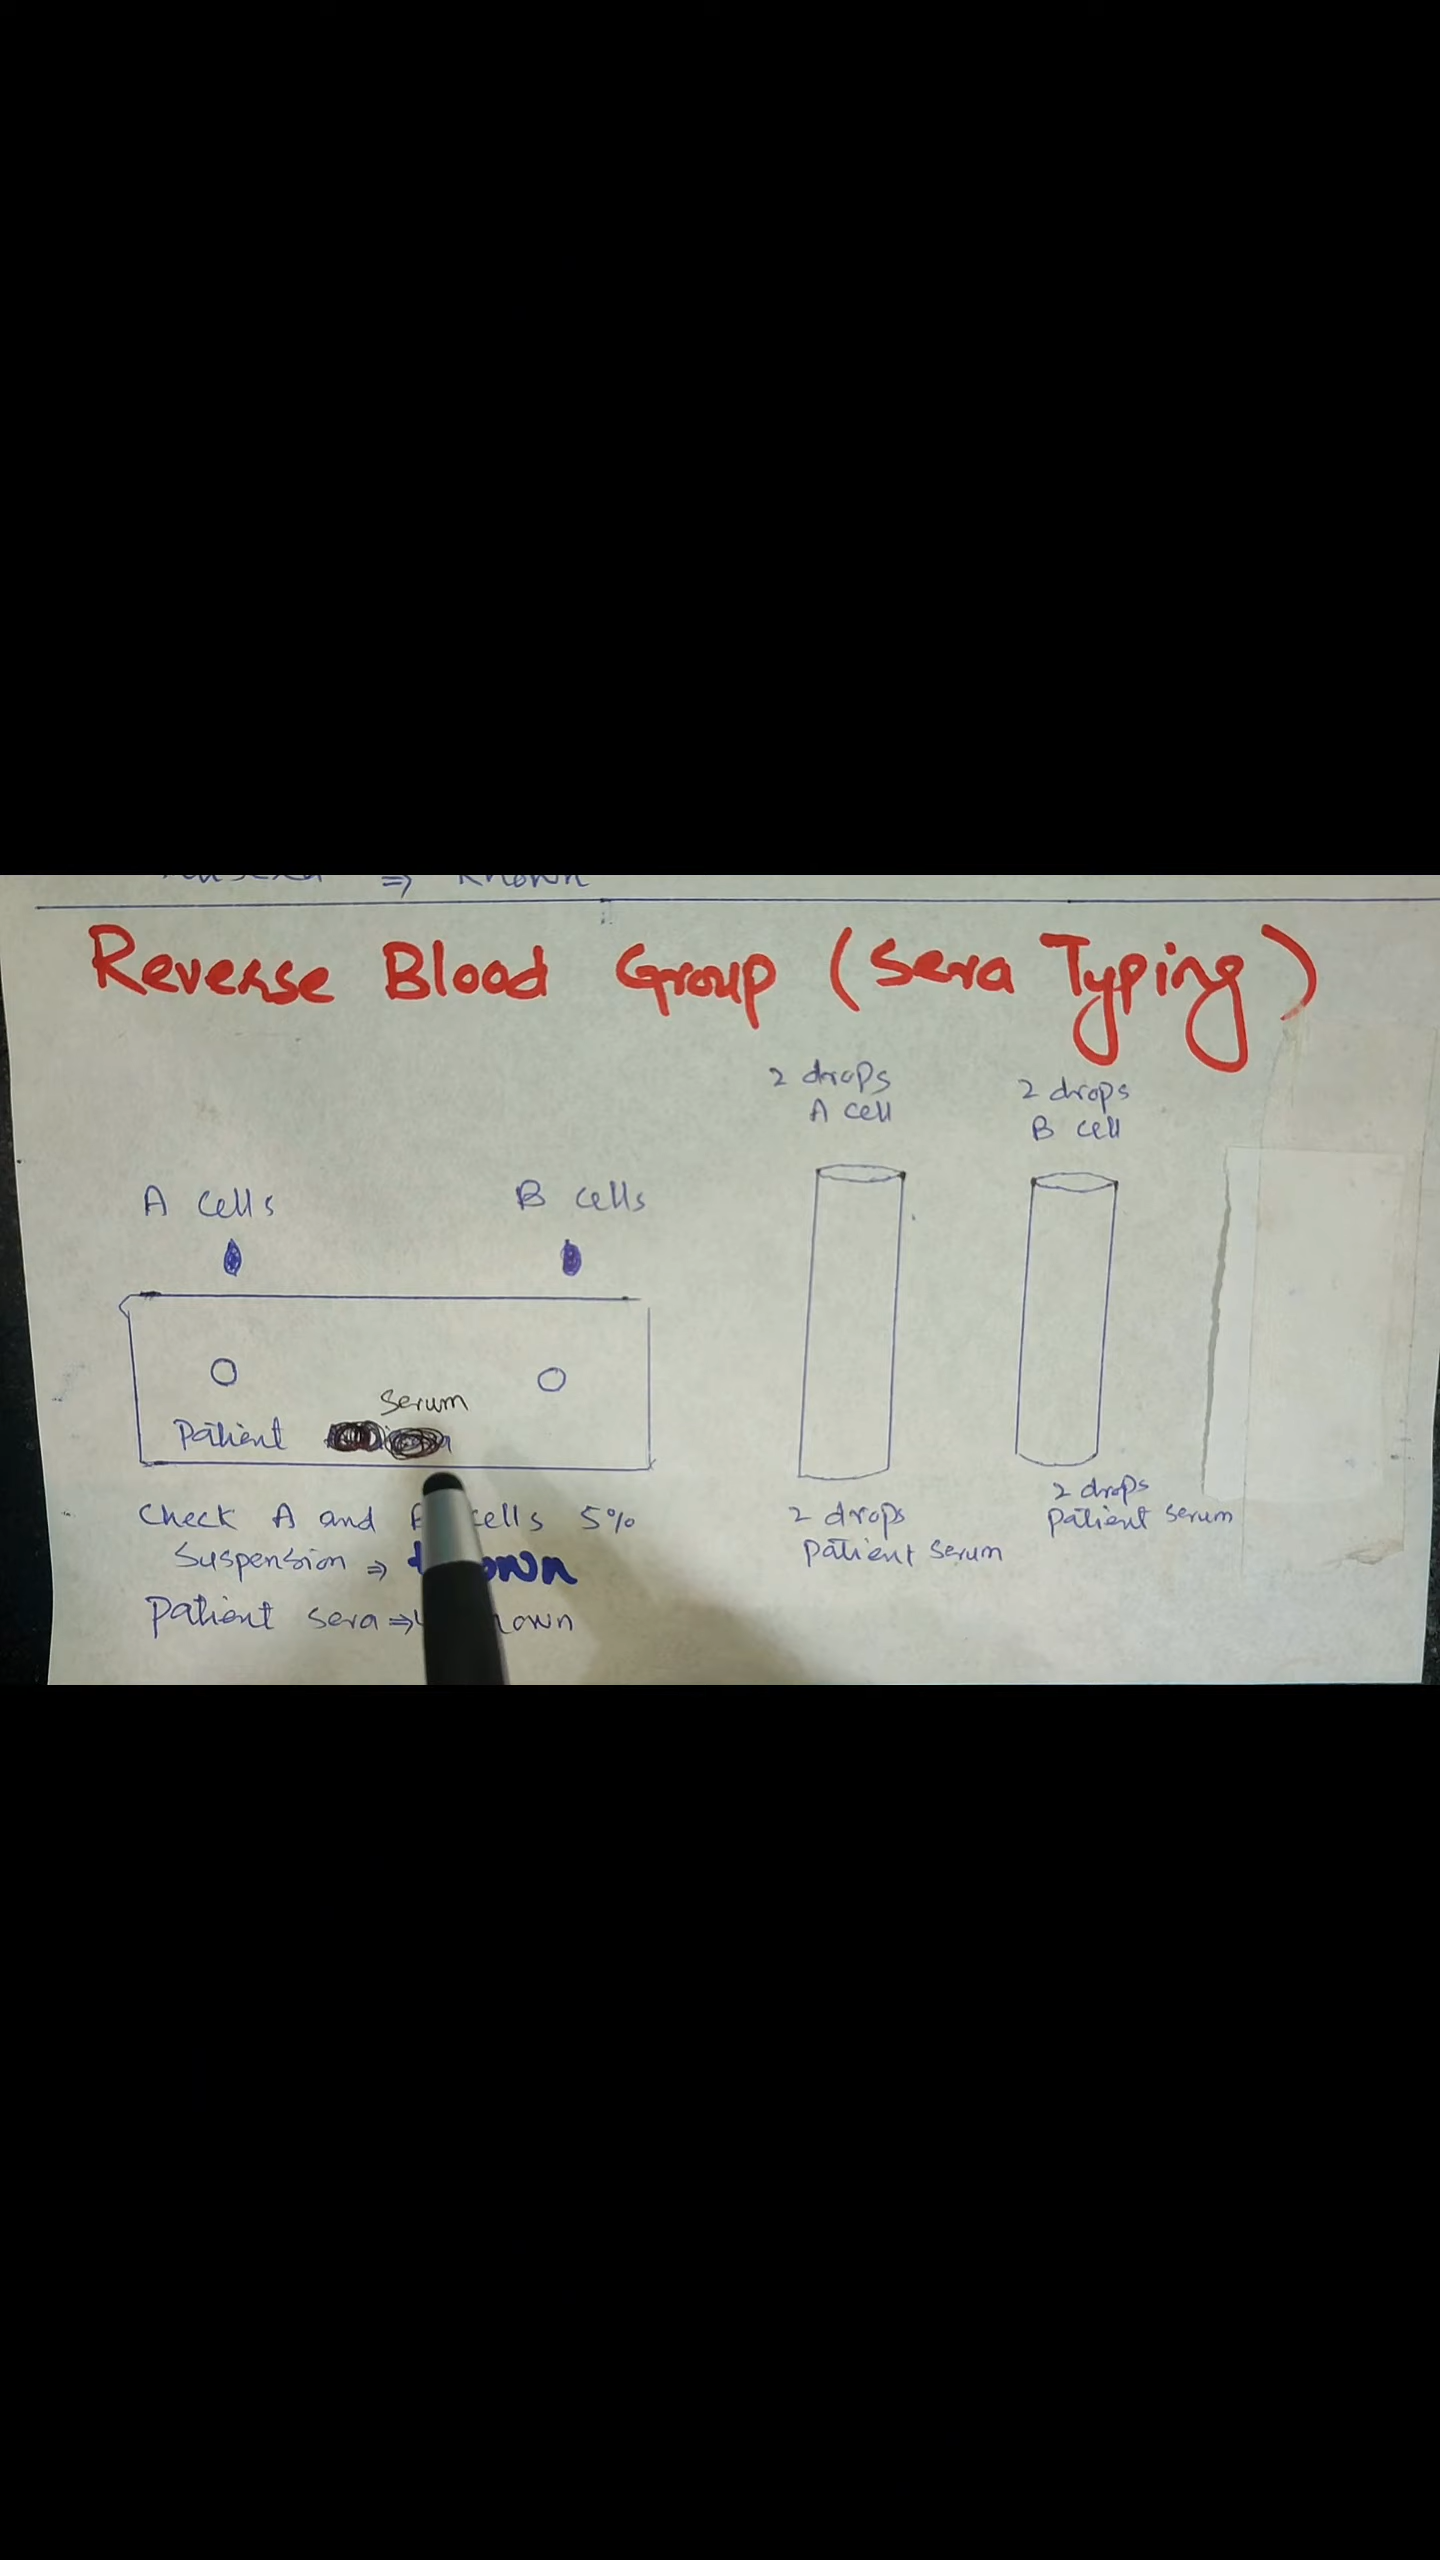 ⇒ Known
Reverse Blood Group (Sera Typing)
2 drops
A cell
2 drops
B cell
A cells
B cells
Serum
Patient
Check A and cells 5%
Suspension ⇒
Patient sera ⇒
2 drops
Patient Serum
2 drops
Patient Serum